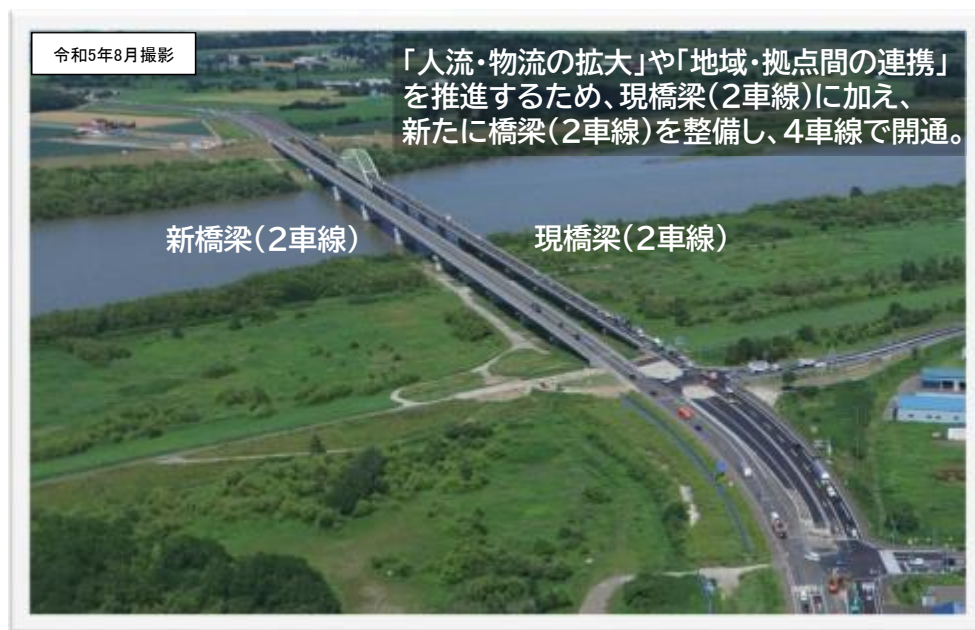 令和5年8月撮影
「人流・物流の拡大」や「地域・拠点間の連携」
を推進するため、現橋梁(2車線)に加え、
新たに橋梁(2車線)を整備し、4車線で開通。
新橋梁(2車線)
現橋梁(2車線)